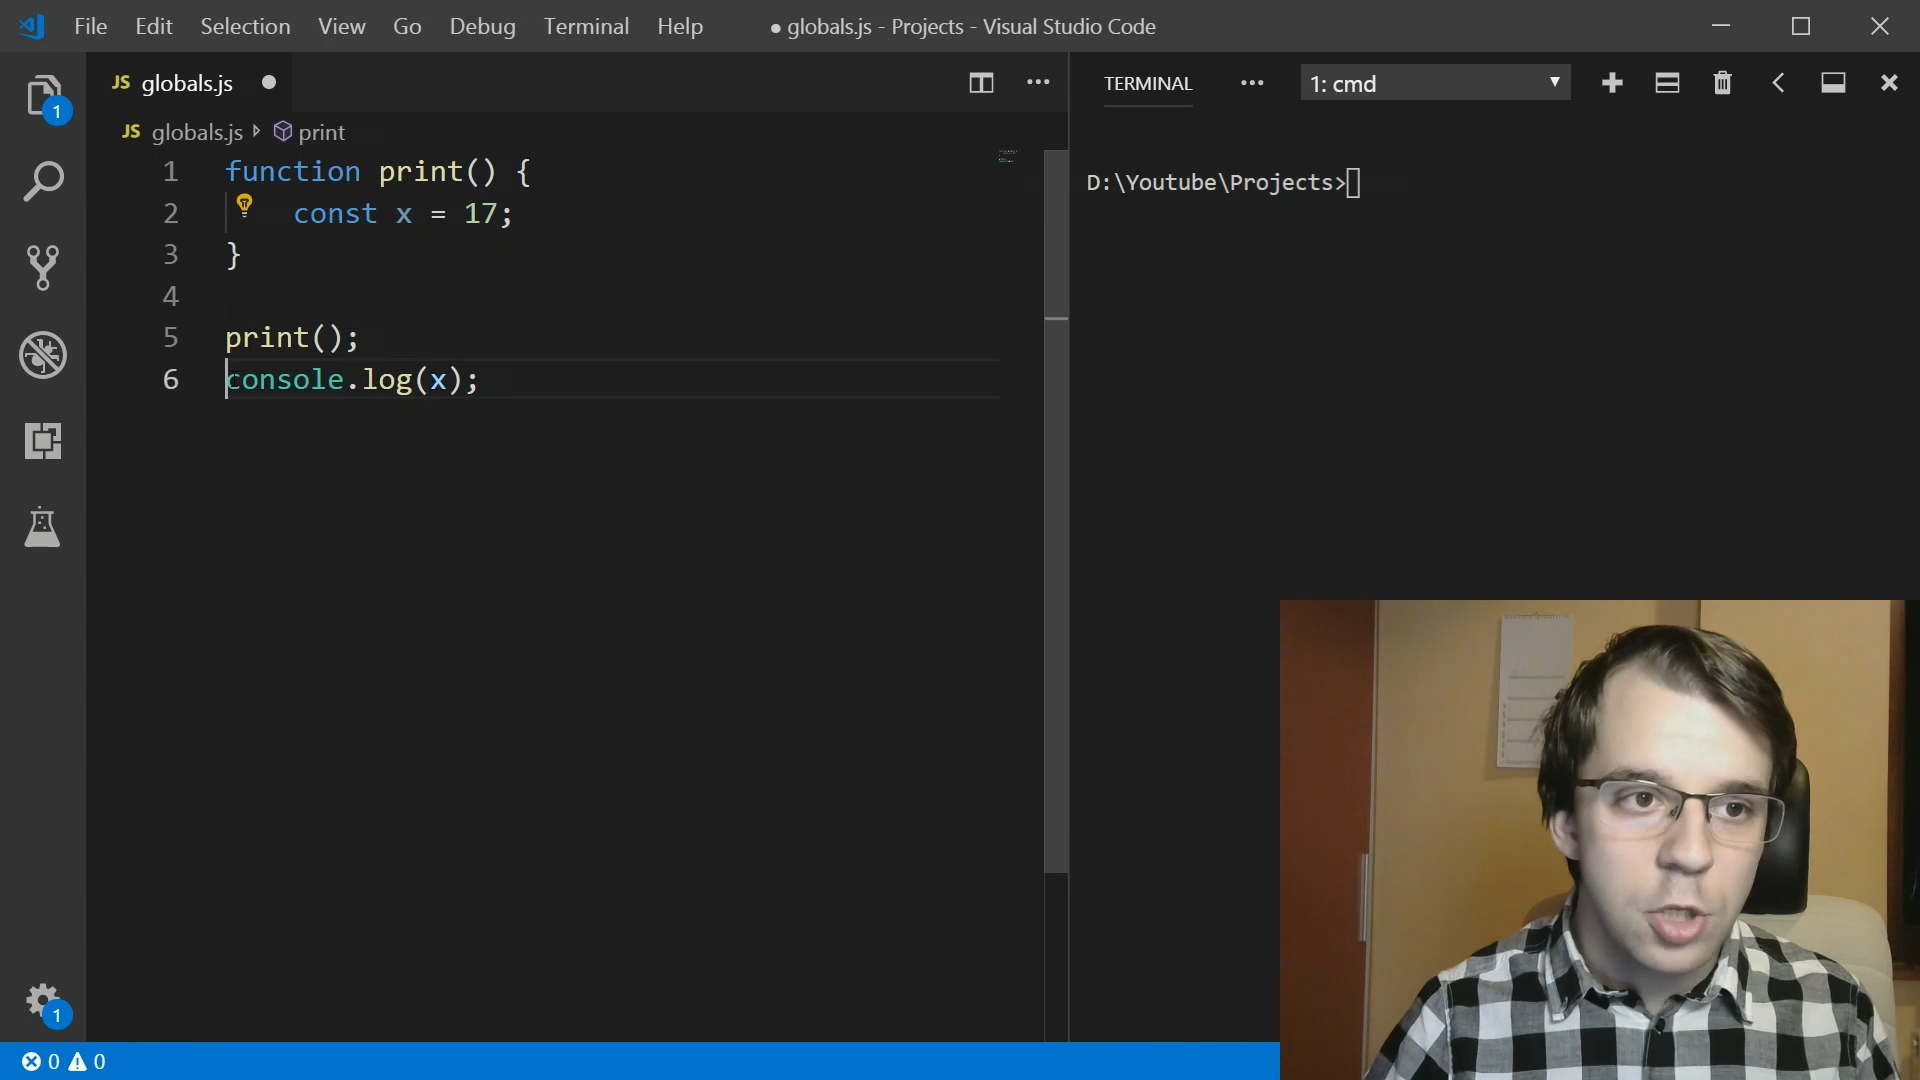 File Edit Selection View Go Debug Terminal Help ● globals.js - Projects - Visual Studio Code
JS globals.js
TERMINAL 1: cmd
1
JS globals.js print
1 function print() {
2 const x = 17;
3 }
4
5 print();
6 console.log(x);
D:\Youtube\Projects>
1
0 0